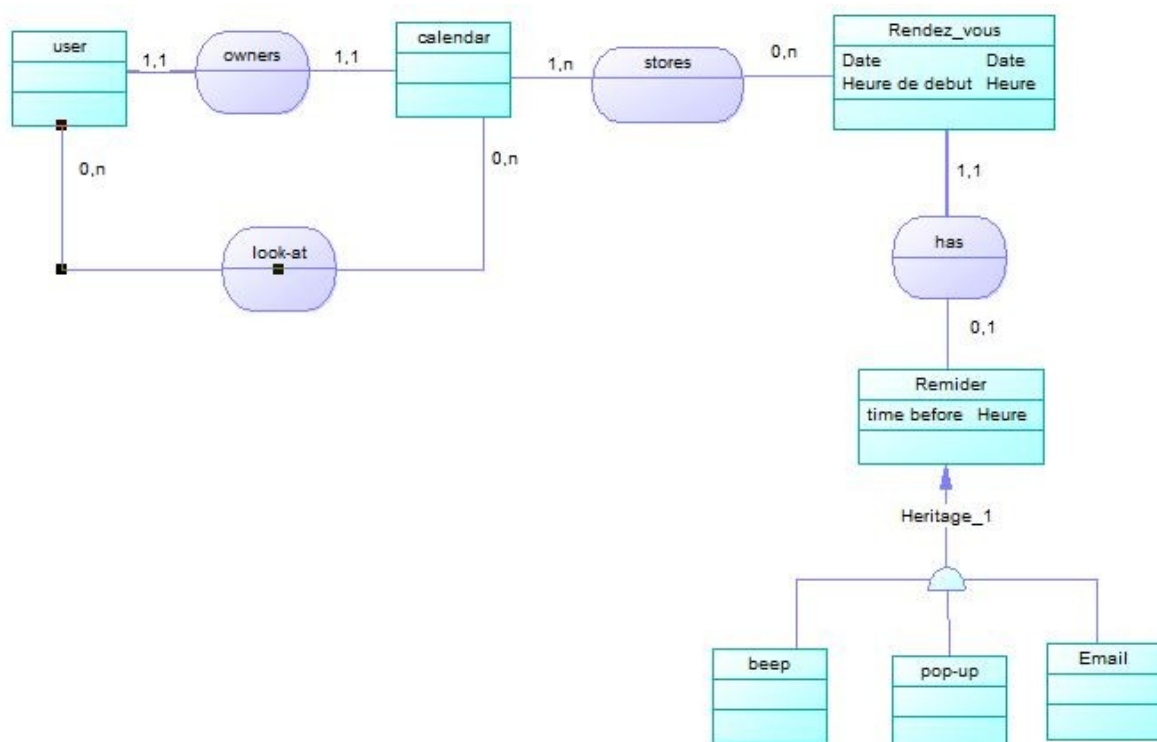 user
1,1
owners
1,1
calendar
1,n
stores
0,n
Rendez_vous
Date Date
Heure de debut Heure
0,n
look-at
0,n
1,1
has
0,1
Remider
time before Heure
Heritage_1
beep
pop-up
Email